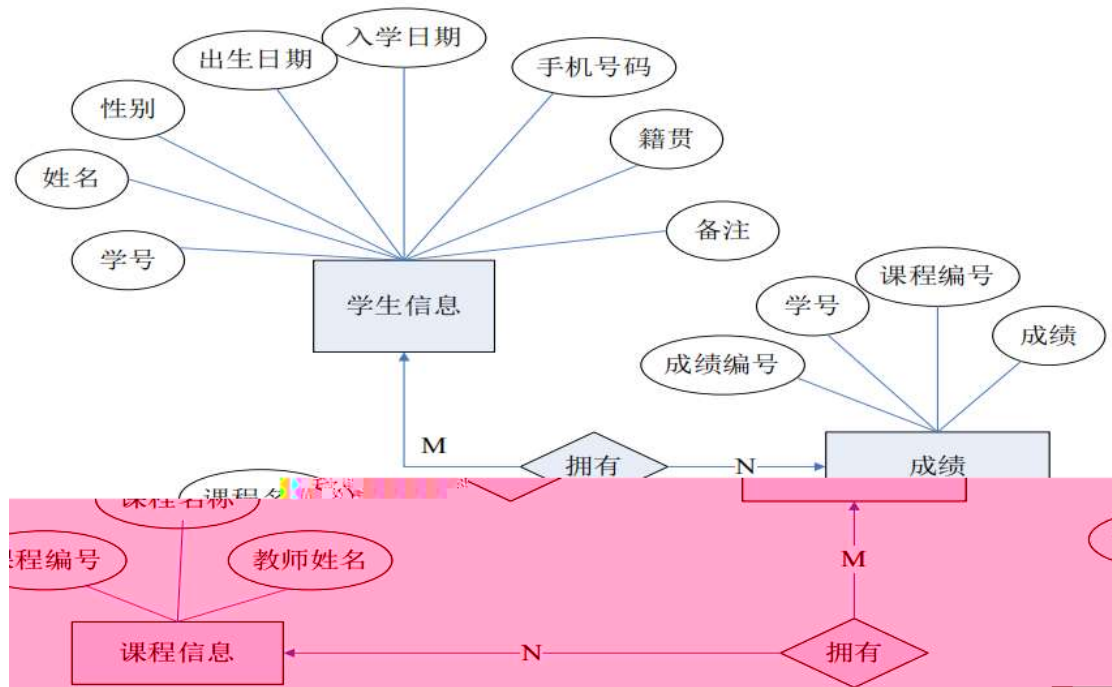 入学日期
出生日期
手机号码
性别
籍贯
姓名
备注
学号
学生信息
课程编号
学号
成绩
成绩编号
M
拥有
N
成绩
课程名称
程编号
教师姓名
M
课程信息
N
拥有